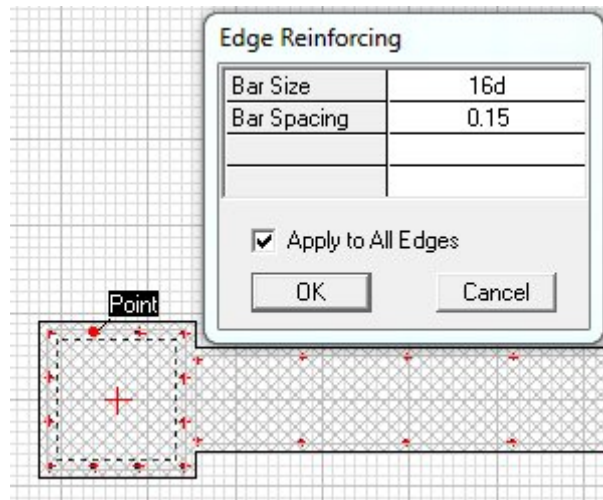 Edge Reinforcing
Bar Size 16d
Bar Spacing 0.15
Apply to All Edges
OK Cancel
Point